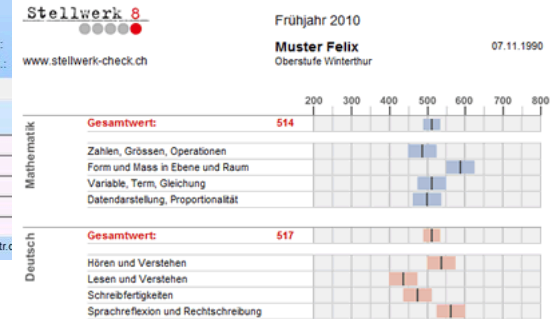 Stellwerk 8
Frühjahr 2010
Muster Felix 07.11.1990
www.stellwerk-check.ch Oberstufe Winterthur
200 300 400 500 600 700 800
Mathematik
Gesamtwert: 514
Zahlen, Grössen, Operationen
Form und Mass in Ebene und Raum
Variable, Term, Gleichung
Datendarstellung, Proportionalität
Deutsch
Gesamtwert: 517
Hören und Verstehen
Lesen und Verstehen
Schreibfertigkeiten
Sprachreflexion und Rechtschreibung